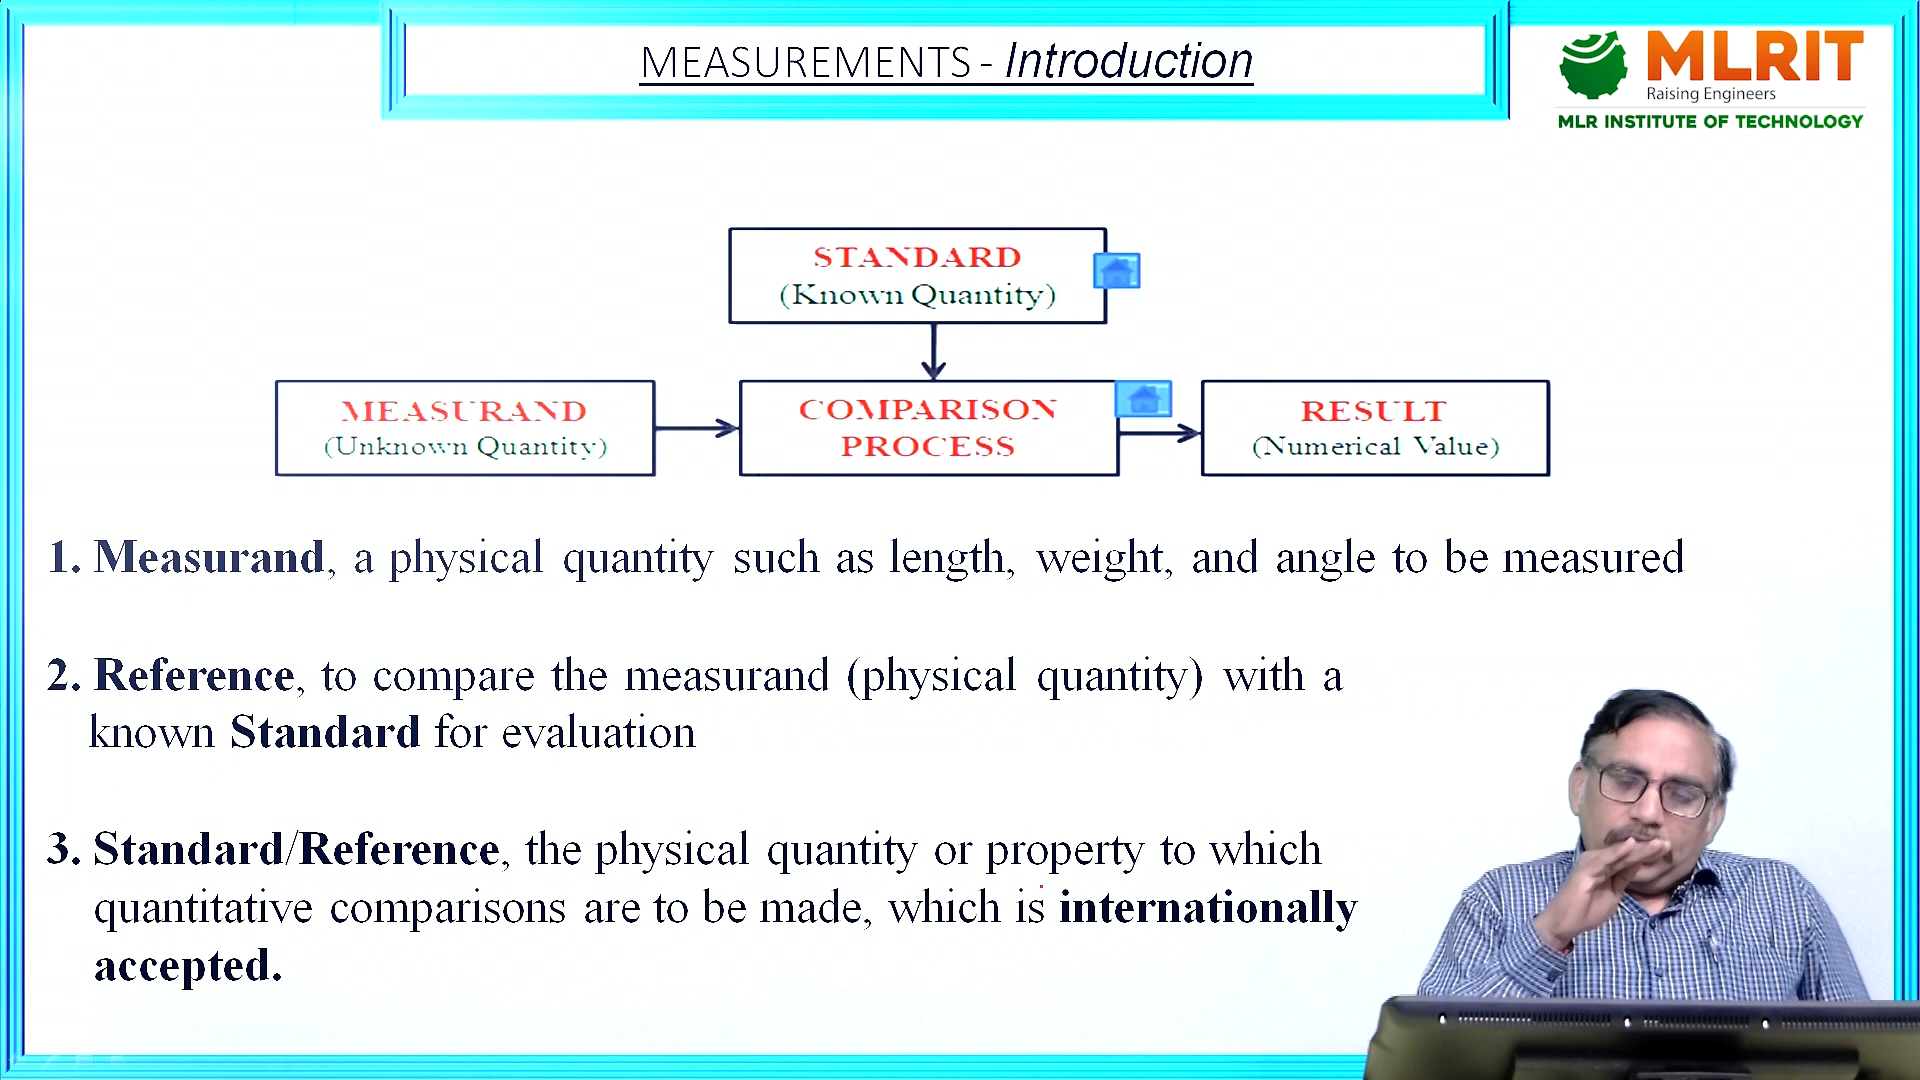 MEASUREMENTS - Introduction
MLRIT
Raising Engineers
MLR INSTITUTE OF TECHNOLOGY
STANDARD
(Known Quantity)
MEASURAND
(Unknown Quantity)
COMPARISON
PROCESS
RESULT
(Numerical Value)
1. Measurand, a physical quantity such as length, weight, and angle to be measured
2. Reference, to compare the measurand (physical quantity) with a
known Standard for evaluation
3. Standard/Reference, the physical quantity or property to which
quantitative comparisons are to be made, which is internationally
accepted.